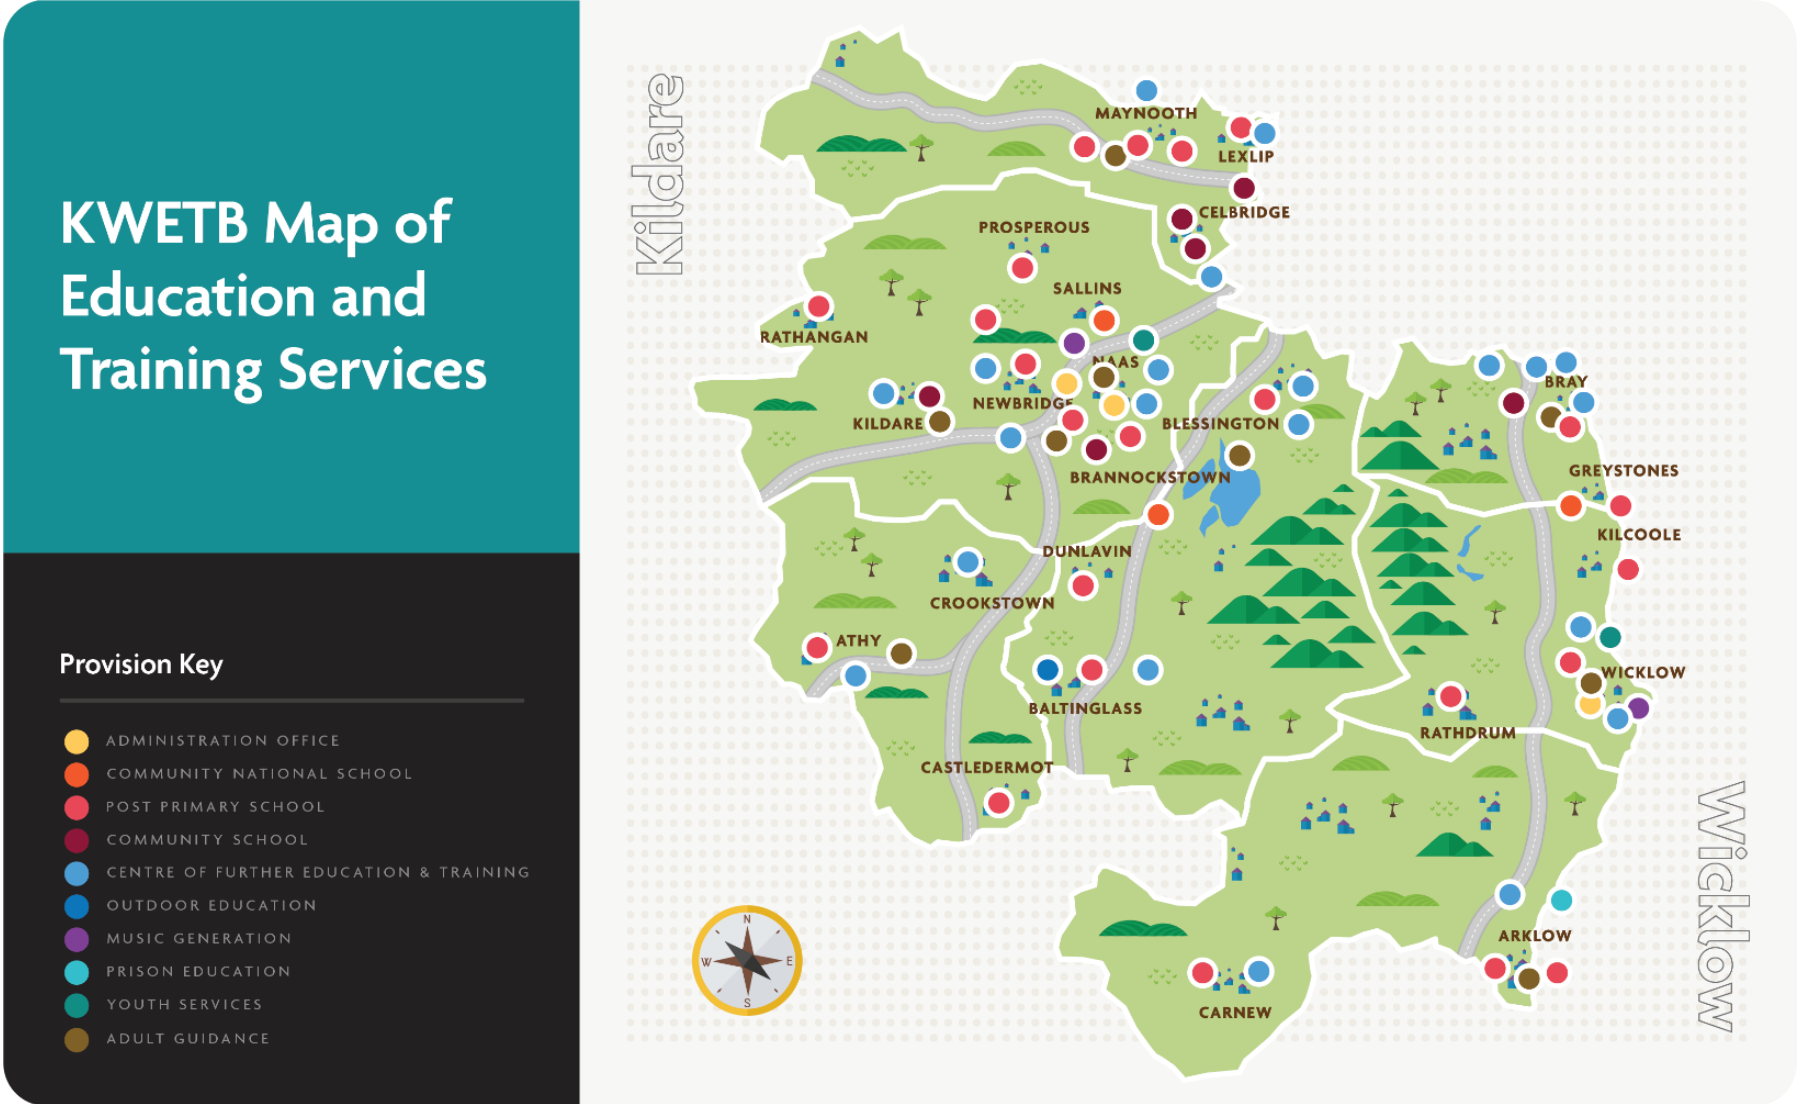 KWETB Map of
Education and
Training Services
Provision Key
ADMINISTRATION OFFICE
COMMUNITY NATIONAL SCHOOL
POST PRIMARY SCHOOL
COMMUNITY SCHOOL
CENTRE OF FURTHER EDUCATION & TRAINING
OUTDOOR EDUCATION
MUSIC GENERATION
PRISON EDUCATION
YOUTH SERVICES
ADULT GUIDANCE
Kildare
MAYNOOTH
LEXLIP
CELBRIDGE
PROSPEROUS
SALLINS
RATHANGAN
NAAS
BRAY
NEWBRIDGE
KILDARE
BLESSINGTON
GREYSTONES
BRANNOCKSTOWN
KILCOOLE
DUNLAVIN
CROOKSTOWN
ATHY
WICKLOW
BALTINGLASS
RATHDRUM
CASTLEDERMOT
Wicklow
ARKLOW
CARNEW
N
W
E
S